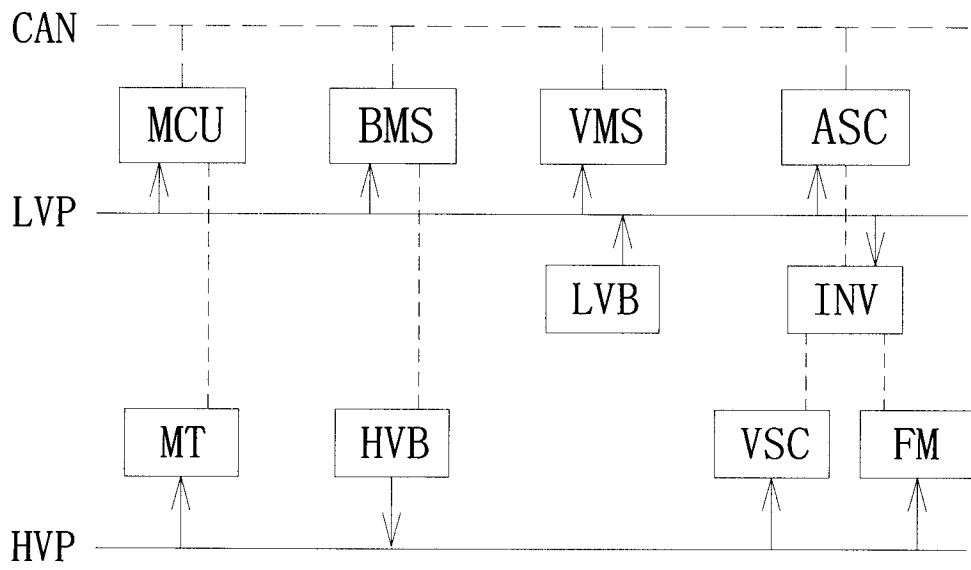 CAN
MCU BMS VMS ASC
LVP
LVB INV
MT HVB VSC FM
HVP